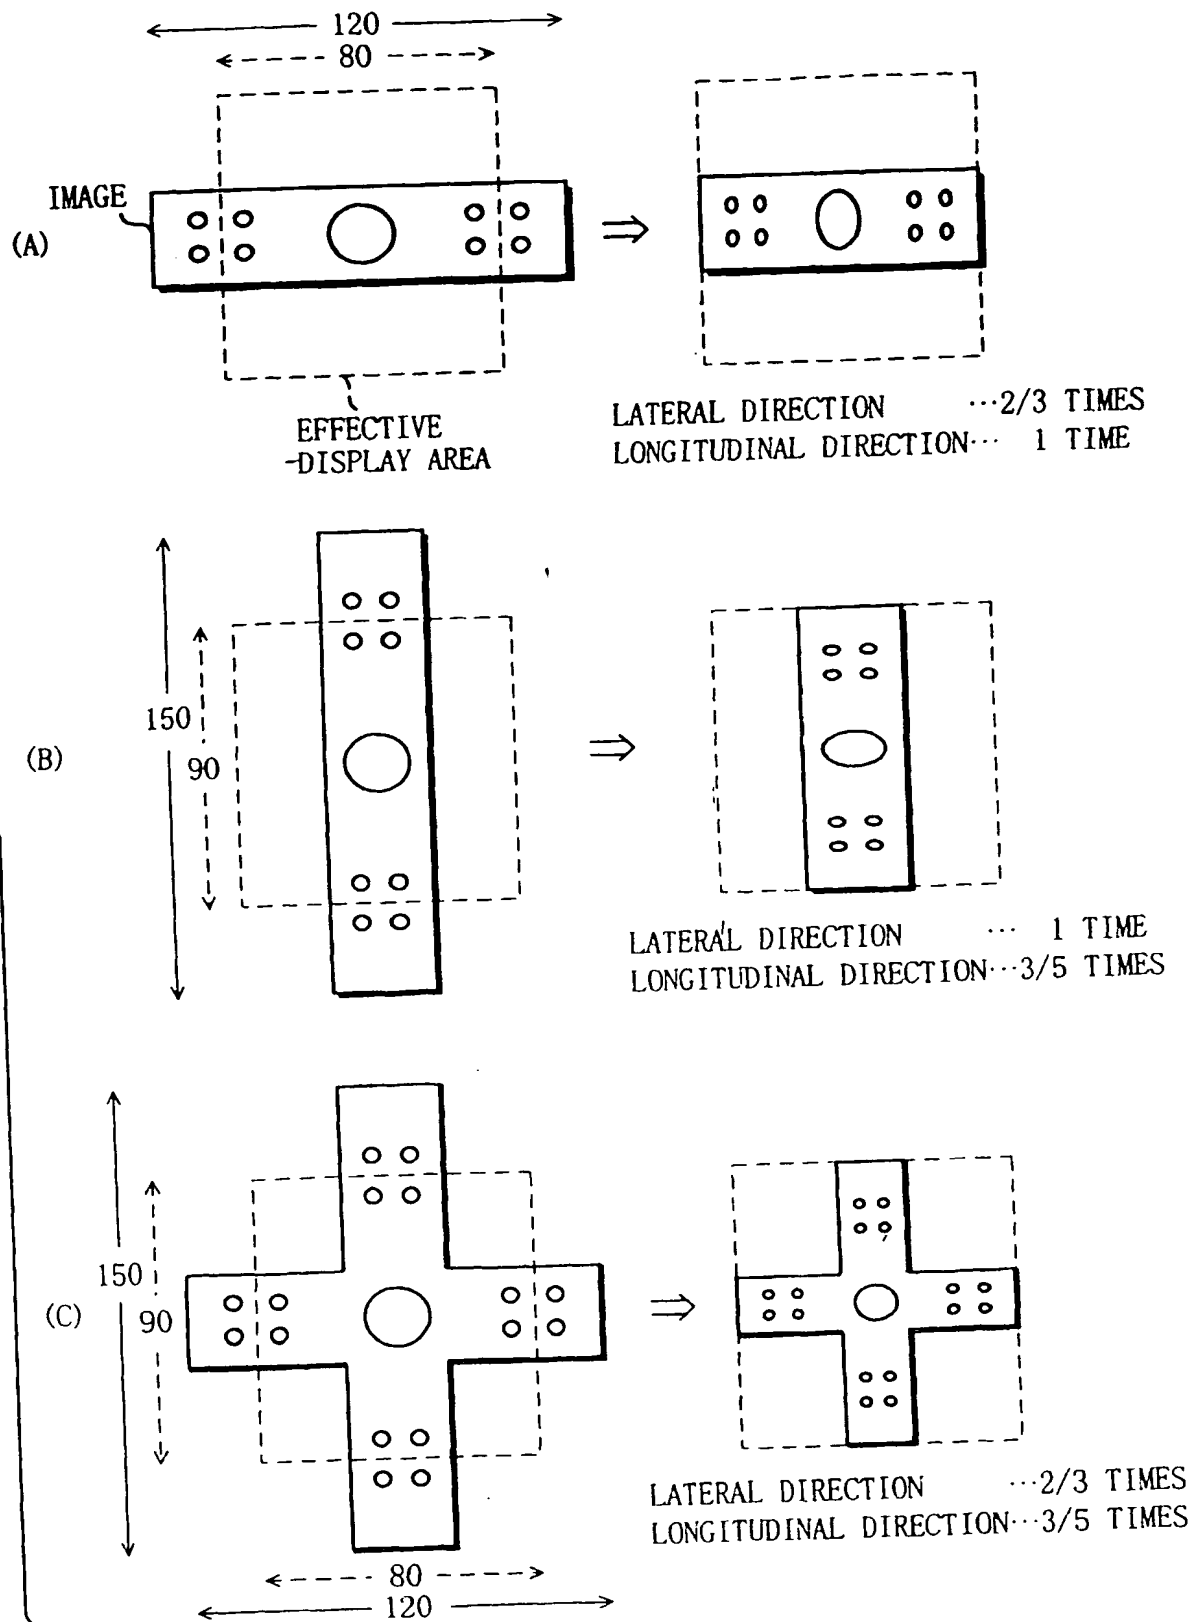 120
80
IMAGE
(A)
⇒
EFFECTIVE
-DISPLAY AREA
LATERAL DIRECTION ···2/3 TIMES
LONGITUDINAL DIRECTION··· 1 TIME
150
90
(B)
⇒
LATERAL DIRECTION ··· 1 TIME
LONGITUDINAL DIRECTION···3/5 TIMES
150
90
(C)
⇒
LATERAL DIRECTION ···2/3 TIMES
LONGITUDINAL DIRECTION···3/5 TIMES
80
120